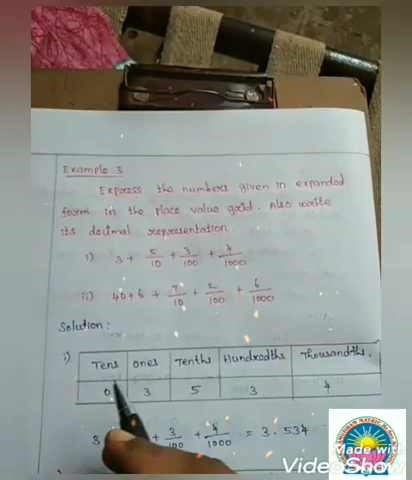 Example: 3
Express the numbers given in expanded
form in the place value grid. Also write
its decimal representation
i) 3 + 5/10 + 3/100 + 4/1000
ii) 40+6 + 7/10 + 2/100 + 6/1000
Solution:
i).
Tens ones Tenths Hundredths Thousandths.
0 3 5 3 4
3 + 3/100 + 4/1000 = 3.534
Made with
VideoShow